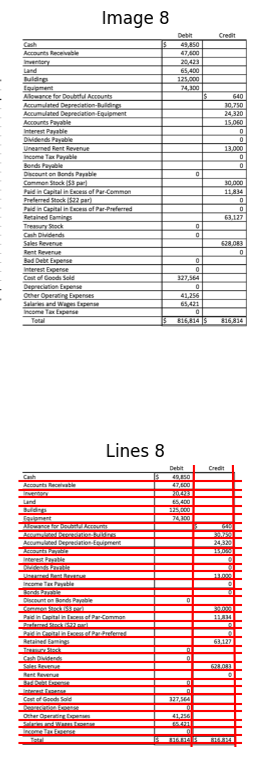 Image 8
Debit Credit
Cash $ 49,850
Accounts Receivable 47,600
Inventory 20,423
Land 65,400
Buildings 125,000
Equipment 74,300
Allowance for Doubtful Accounts $ 640
Accumulated Depreciation-Buildings 30,750
Accumulated Depreciation-Equipment 24,320
Accounts Payable 15,060
Interest Payable 0
Dividends Payable 0
Unearned Rent Revenue 13,000
Income Tax Payable 0
Bonds Payable 0
Discount on Bonds Payable 0
Common Stock ($3 par) 30,000
Paid in Capital in Excess of Par-Common 11,834
Preferred Stock ($22 par) 0
Paid in Capital in Excess of Par-Preferred 0
Retained Earnings 63,127
Treasury Stock 0
Cash Dividends 0
Sales Revenue 628,083
Rent Revenue 0
Bad Debt Expense 0
Interest Expense 0
Cost of Goods Sold 327,564
Depreciation Expense 0
Other Operating Expenses 41,256
Salaries and Wages Expense 65,421
Income Tax Expense 0
Total $ 816,814 $ 816,814
Lines 8
Debit Credit
Cash $ 49,850
Accounts Receivable 47,600
Inventory 20,423
Land 65,400
Buildings 125,000
Equipment 74,300
Allowance for Doubtful Accounts $ 640
Accumulated Depreciation-Buildings 30,750
Accumulated Depreciation-Equipment 24,320
Accounts Payable 15,060
Interest Payable 0
Dividends Payable 0
Unearned Rent Revenue 13,000
Income Tax Payable 0
Bonds Payable 0
Discount on Bonds Payable 0
Common Stock ($3 par) 30,000
Paid in Capital in Excess of Par-Common 11,834
Preferred Stock ($22 par) 0
Paid in Capital in Excess of Par-Preferred 0
Retained Earnings 63,127
Treasury Stock 0
Cash Dividends 0
Sales Revenue 628,083
Rent Revenue 0
Bad Debt Expense 0
Interest Expense 0
Cost of Goods Sold 327,564
Depreciation Expense 0
Other Operating Expenses 41,256
Salaries and Wages Expense 65,421
Income Tax Expense 0
Total $ 816,814 $ 816,814